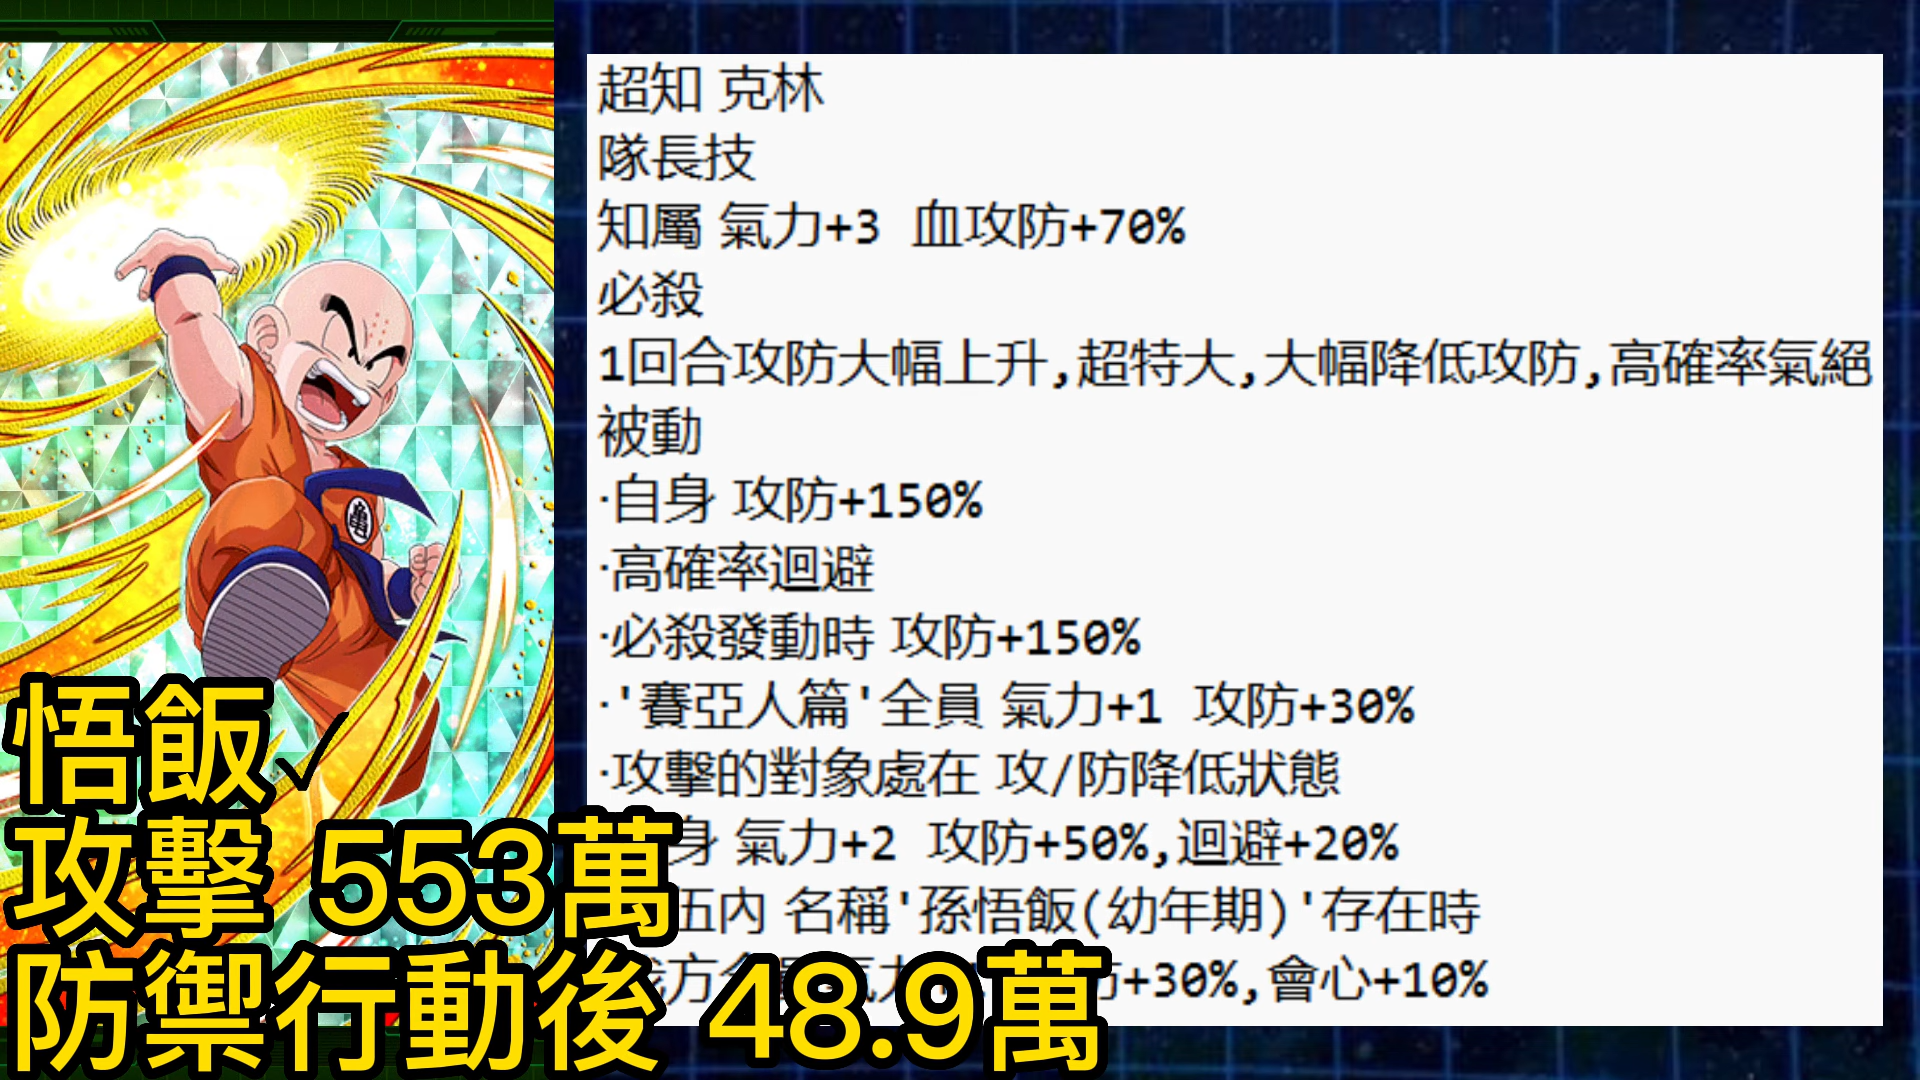 超知 克林
隊長技
知屬 氣力+3 血攻防+70%
必殺
1回合攻防大幅上升,超特大,大幅降低攻防,高確率氣絕
被動
·自身 攻防+150%
·高確率迴避
·必殺發動時 攻防+150%
·'賽亞人篇'全員 氣力+1 攻防+30%
·攻擊的對象處在 攻/防降低狀態
身 氣力+2 攻防+50%,迴避+20%
五內 名稱'孫悟飯(幼年期)'存在時
方 氣力 防+30%,會心+10%
龜
悟飯✓
攻擊 553萬
防禦行動後 48.9萬